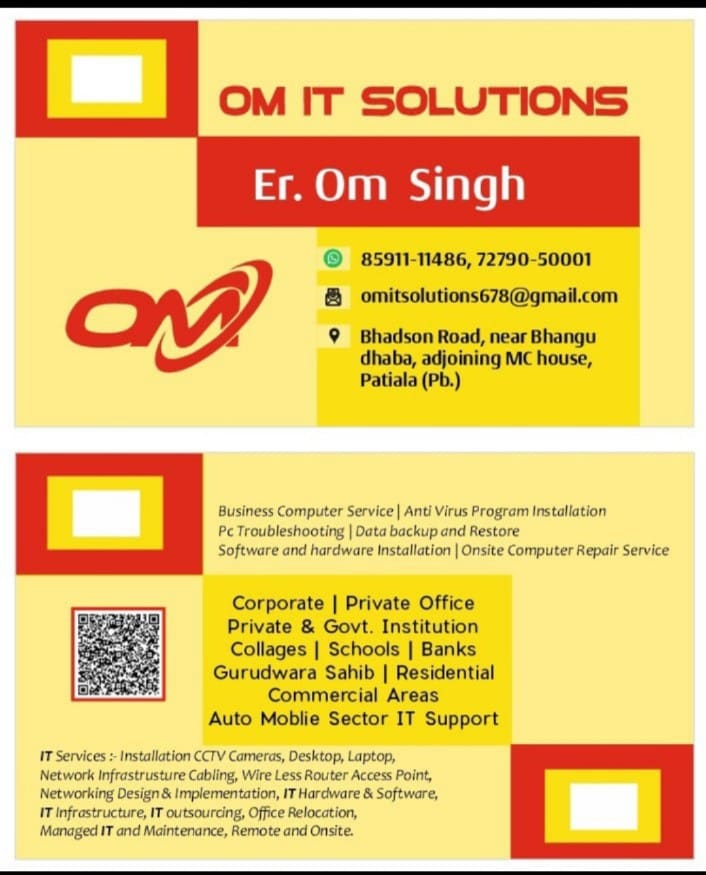 OM IT SOLUTIONS
Er. Om Singh
OM
85911-11486, 72790-50001
omitsolutions678@gmail.com
Bhadson Road, near Bhangu
dhaba, adjoining MC house,
Patiala (Pb.)
Business Computer Service | Anti Virus Program Installation
Pc Troubleshooting | Data backup and Restore
Software and hardware Installation | Onsite Computer Repair Service
Corporate | Private Office
Private & Govt. Institution
Collages | Schools | Banks
Gurudwara Sahib | Residential
Commercial Areas
Auto Moblie Sector IT Support
IT Services :- Installation CCTV Cameras, Desktop, Laptop,
Network Infrastrusture Cabling, Wire Less Router Access Point,
Networking Design & Implementation, IT Hardware & Software,
IT Infrastructure, IT outsourcing, Office Relocation,
Managed IT and Maintenance, Remote and Onsite.